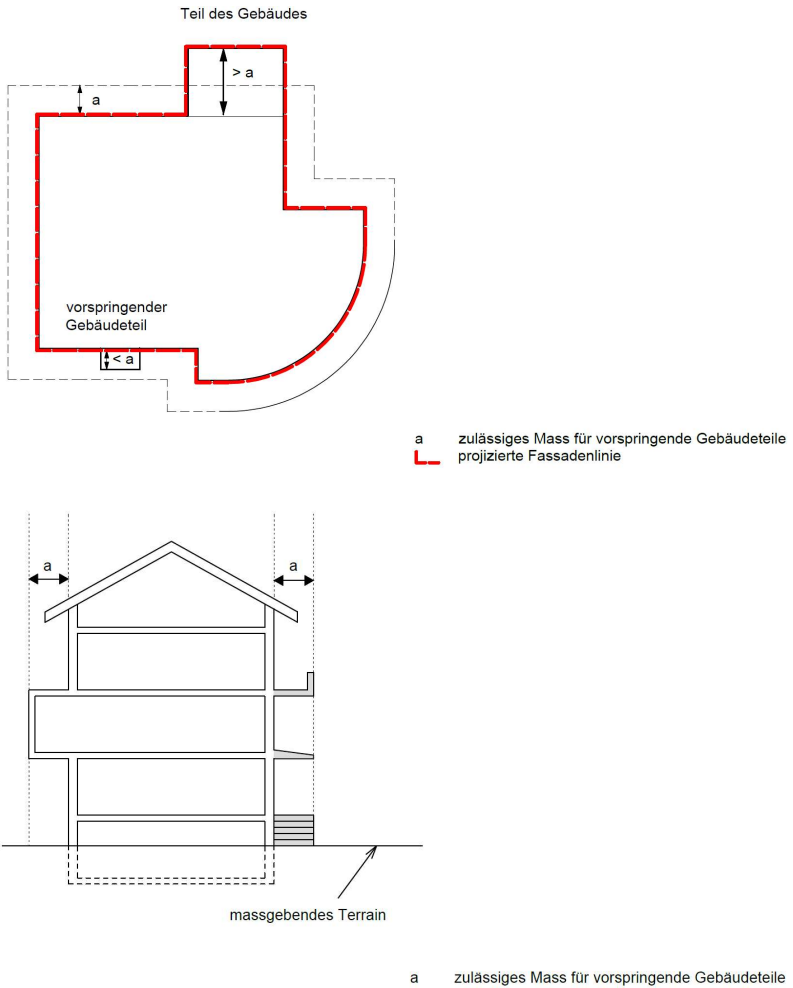 Teil des Gebäudes
> a
a
vorspringender
Gebäudeteil
< a
a zulässiges Mass für vorspringende Gebäudeteile
projizierte Fassadenlinie
a a
massgebendes Terrain
a zulässiges Mass für vorspringende Gebäudeteile